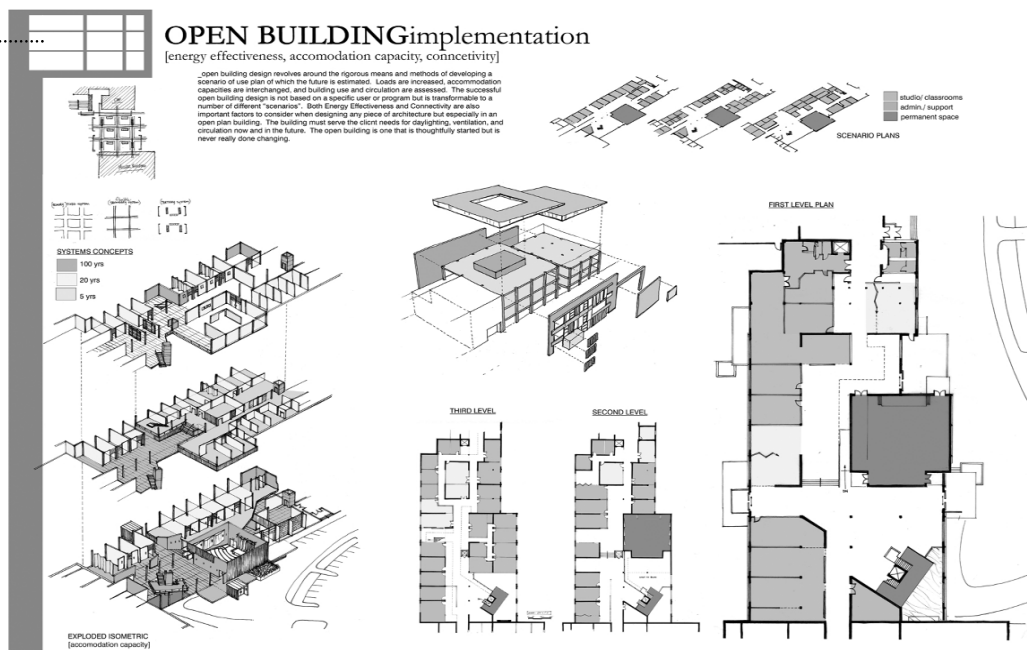 OPEN BUILDINGimplementation
[energy effectiveness, accomodation capacity, conncetivity]
_open building design revolves around the rigorous means and methods of developing a
scenario of use plan of which the future is estimated. Loads are increased, accommodation
capacities are interchanged, and building use and circulation are assessed. The successful
open building design is not based on a specific user or program but is transformable to a
number of different "scenarios". Both Energy Effectiveness and Connectivity are also
important factors to consider when designing any piece of architecture but especially in an
open plan building. The building must serve the client needs for daylighting, ventilation, and
circulation now and in the future. The open building is one that is thoughtfully started but is
never really done changing.
studio/ classrooms
admin./ support
permanent space
SCENARIO PLANS
SYSTEMS CONCEPTS
100 yrs
20 yrs
5 yrs
FIRST LEVEL PLAN
THIRD LEVEL
SECOND LEVEL
EXPLODED ISOMETRIC
[accomodation capacity]